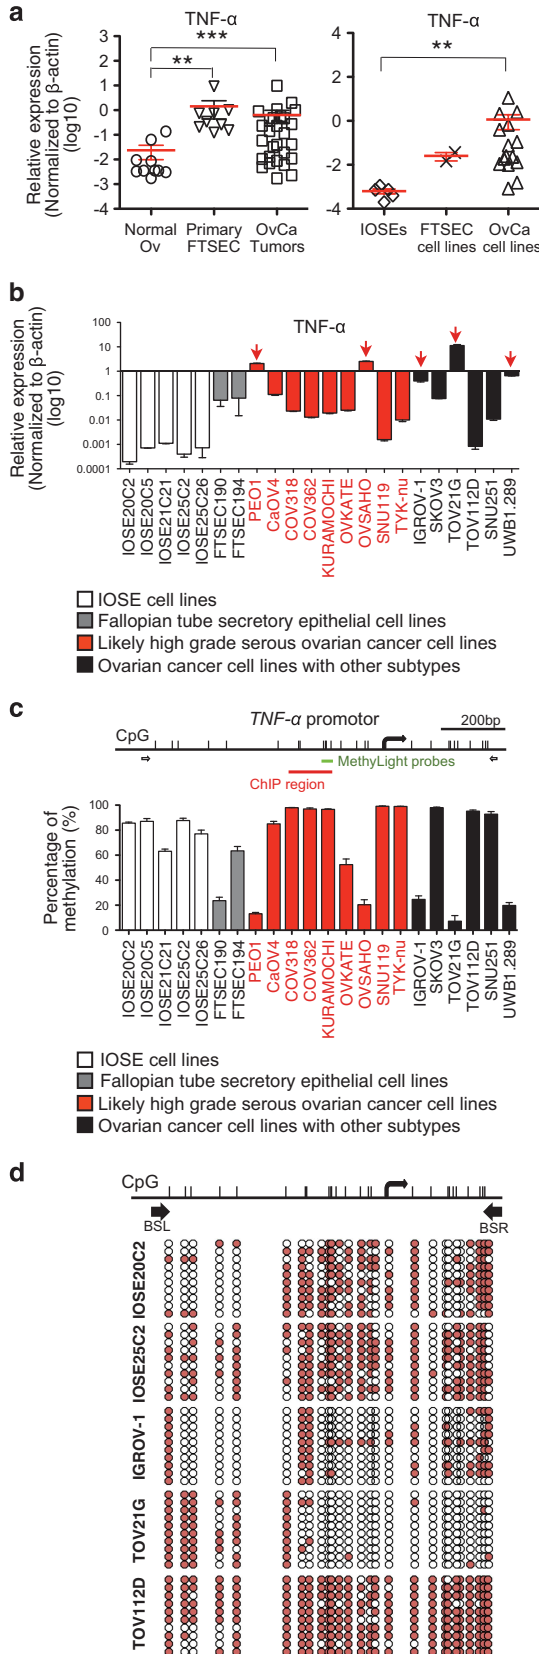 a
TNF-α
TNF-α
Relative expression
(Normalized to β-actin)
(log10)
3
2
1
0
-1
-2
-3
-4
***
**
Normal
Ov
Primary
FTSEC
OvCa
Tumors
4
2
0
-2
-4
**
IOSEs
FTSEC
cell lines
OvCa
cell lines
b
TNF-α
Relative expression
(Normalized to β-actin)
(log10)
100
10
1
0.1
0.01
0.001
0.0001
IOSE20C2
IOSE20C5
IOSE21C21
IOSE25C2
IOSE25C26
FTSEC190
FTSEC194
PEO1
CaOV4
COV318
COV362
KURAMOCHI
OVKATE
OVSAHO
SNU119
TYK-nu
IGROV-1
SKOV3
TOV21G
TOV112D
SNU251
UWB1.289
IOSE cell lines
Fallopian tube secretory epithelial cell lines
Likely high grade serous ovarian cancer cell lines
Ovarian cancer cell lines with other subtypes
c
TNF-α promotor
200bp
CpG
MethyLight probes
ChIP region
Percentage of
methylation (%)
100
80
60
40
20
0
IOSE20C2
IOSE20C5
IOSE21C21
IOSE25C2
IOSE25C26
FTSEC190
FTSEC194
PEO1
CaOV4
COV318
COV362
KURAMOCHI
OVKATE
OVSAHO
SNU119
TYK-nu
IGROV-1
SKOV3
TOV21G
TOV112D
SNU251
UWB1.289
IOSE cell lines
Fallopian tube secretory epithelial cell lines
Likely high grade serous ovarian cancer cell lines
Ovarian cancer cell lines with other subtypes
d
CpG
BSL
BSR
IOSE20C2
IOSE25C2
IGROV-1
TOV21G
TOV112D